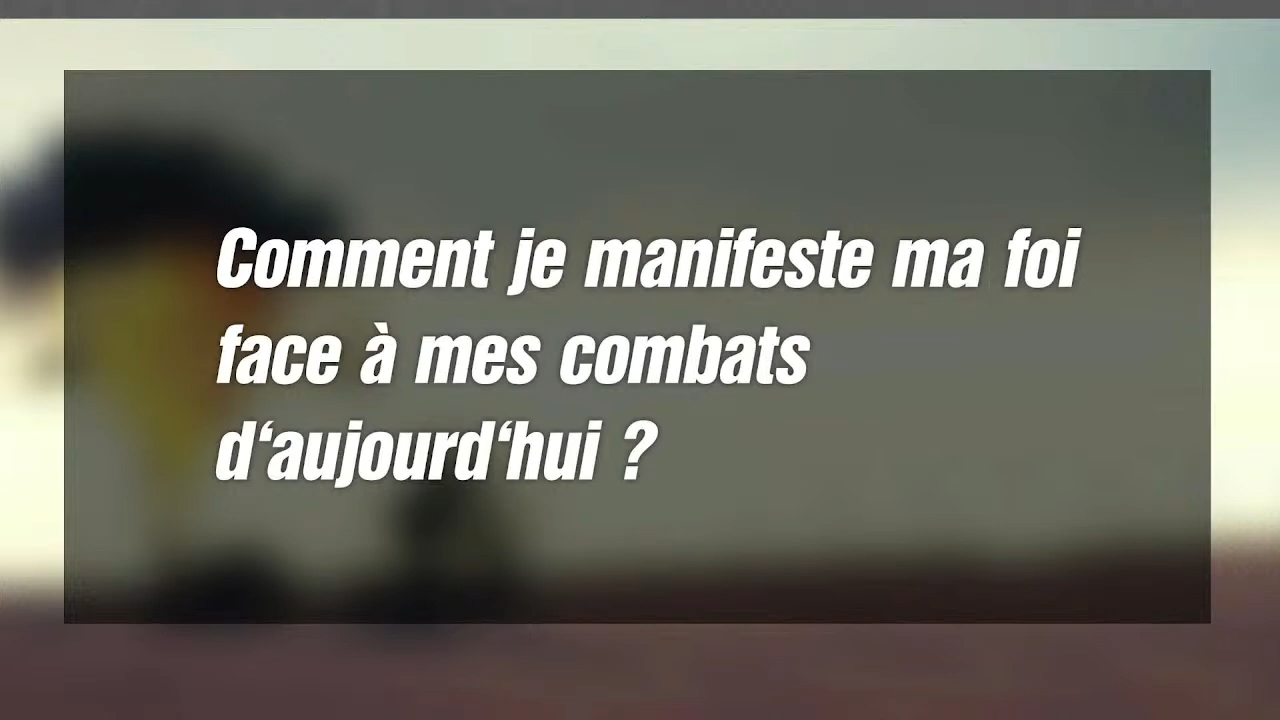 Comment je manifeste ma foi
face à mes combats
d‘aujourd‘hui ?